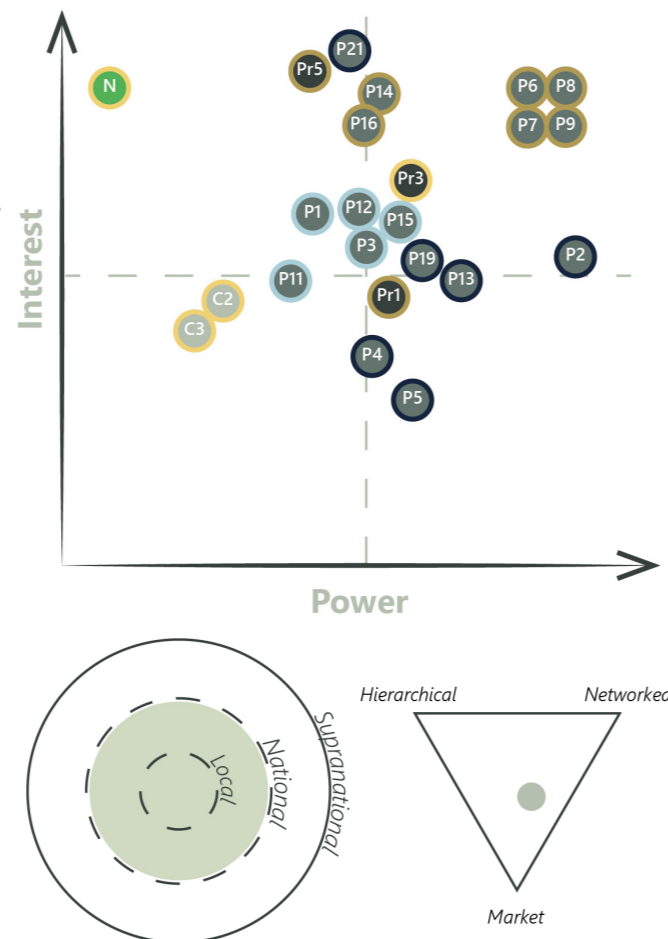 P21
Pr5
N
P14
P6
P8
P16
P7
P9
Pr3
P1
P12
P15
P3
P19
P2
P11
P13
Pr1
C2
C3
P4
P5
Interest
Power
Hierarchical
Networked
Supranational
National
Local
Market